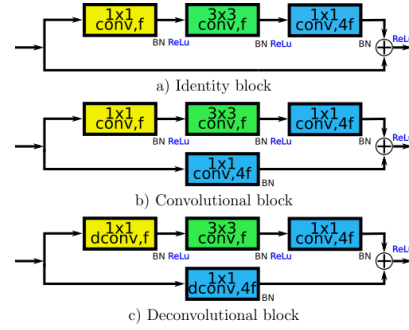 1x1 3x3 1x1
conv,f conv,f conv,4f
ReLu
BN ReLu BN ReLu BN
a) Identity block
1x1 3x3 1x1
conv,f conv,f conv,4f
ReLu
BN ReLu BN ReLu BN
1x1
conv,4f
BN
b) Convolutional block
1x1 3x3 1x1
dconv,f conv,f conv,4f
ReLu
BN ReLu BN ReLu BN
1x1
dconv,4f
BN
c) Deconvolutional block